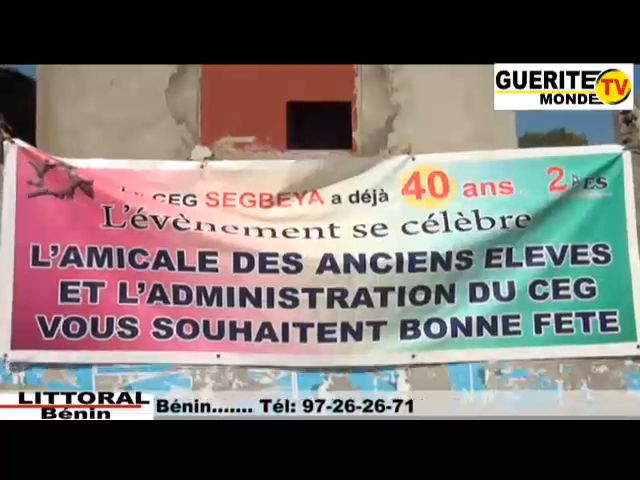 GUERITE TV
MONDE
CEG SEGBEYA a déjà 40 ans
L'évènement se célèbre
L'AMICALE DES ANCIENS ELEVES
ET L'ADMINISTRATION DU CEG
VOUS SOUHAITENT BONNE FETE
LITTORAL
Bénin
Bénin....... Tél: 97-26-26-71